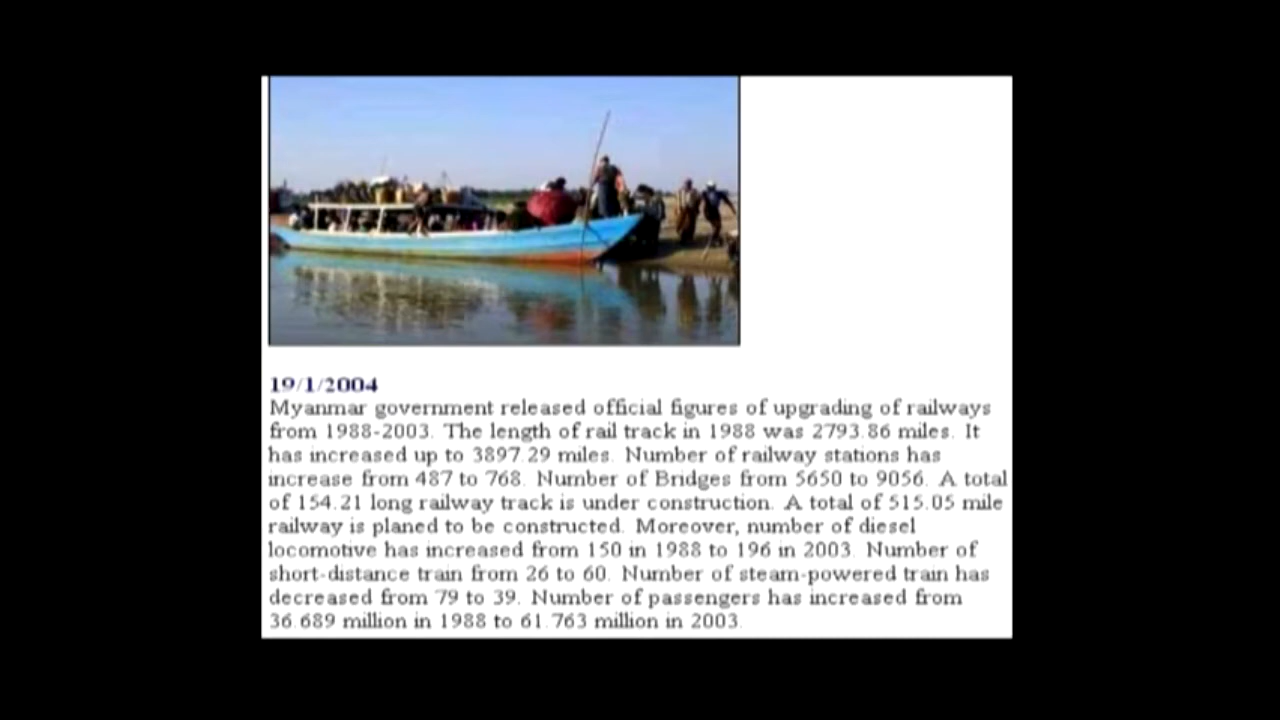 19/1/2004
Myanmar government released official figures of upgrading of railways
from 1988-2003. The length of rail track in 1988 was 2793.86 miles. It
has increased up to 3897.29 miles. Number of railway stations has
increase from 487 to 768. Number of Bridges from 5650 to 9056. A total
of 154.21 long railway track is under construction. A total of 515.05 mile
railway is planed to be constructed. Moreover, number of diesel
locomotive has increased from 150 in 1988 to 196 in 2003. Number of
short-distance train from 26 to 60. Number of steam-powered train has
decreased from 79 to 39. Number of passengers has increased from
36.689 million in 1988 to 61.763 million in 2003.